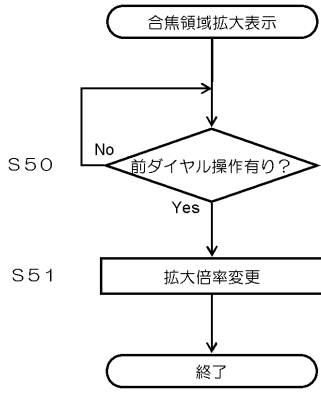 合焦領域拡大表示
No
S50
前ダイヤル操作有り?
Yes
S51
拡大倍率変更
終了